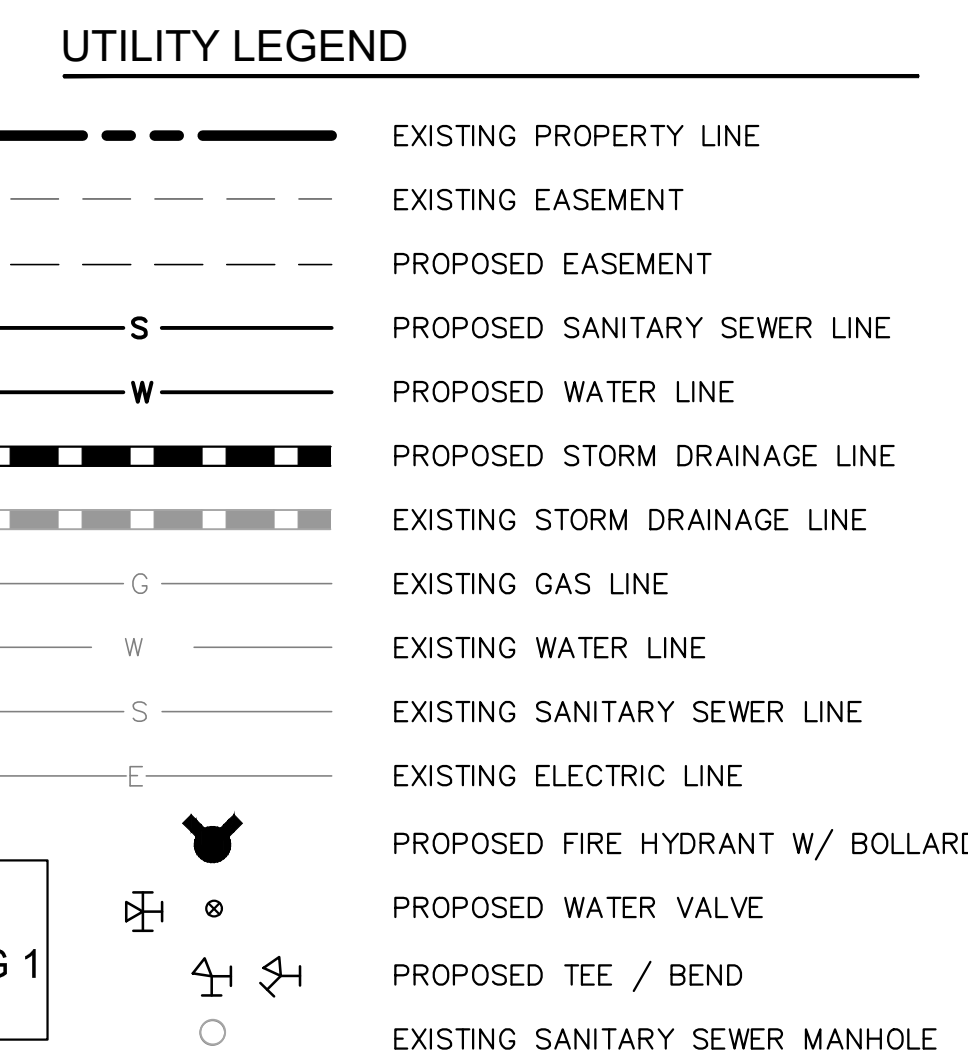 UTILITY LEGEND
EXISTING PROPERTY LINE
EXISTING EASEMENT
PROPOSED EASEMENT
S PROPOSED SANITARY SEWER LINE
W PROPOSED WATER LINE
PROPOSED STORM DRAINAGE LINE
EXISTING STORM DRAINAGE LINE
G EXISTING GAS LINE
W EXISTING WATER LINE
S EXISTING SANITARY SEWER LINE
E EXISTING ELECTRIC LINE
PROPOSED FIRE HYDRANT W/ BOLLARD
PROPOSED WATER VALVE
G 1
PROPOSED TEE / BEND
EXISTING SANITARY SEWER MANHOLE